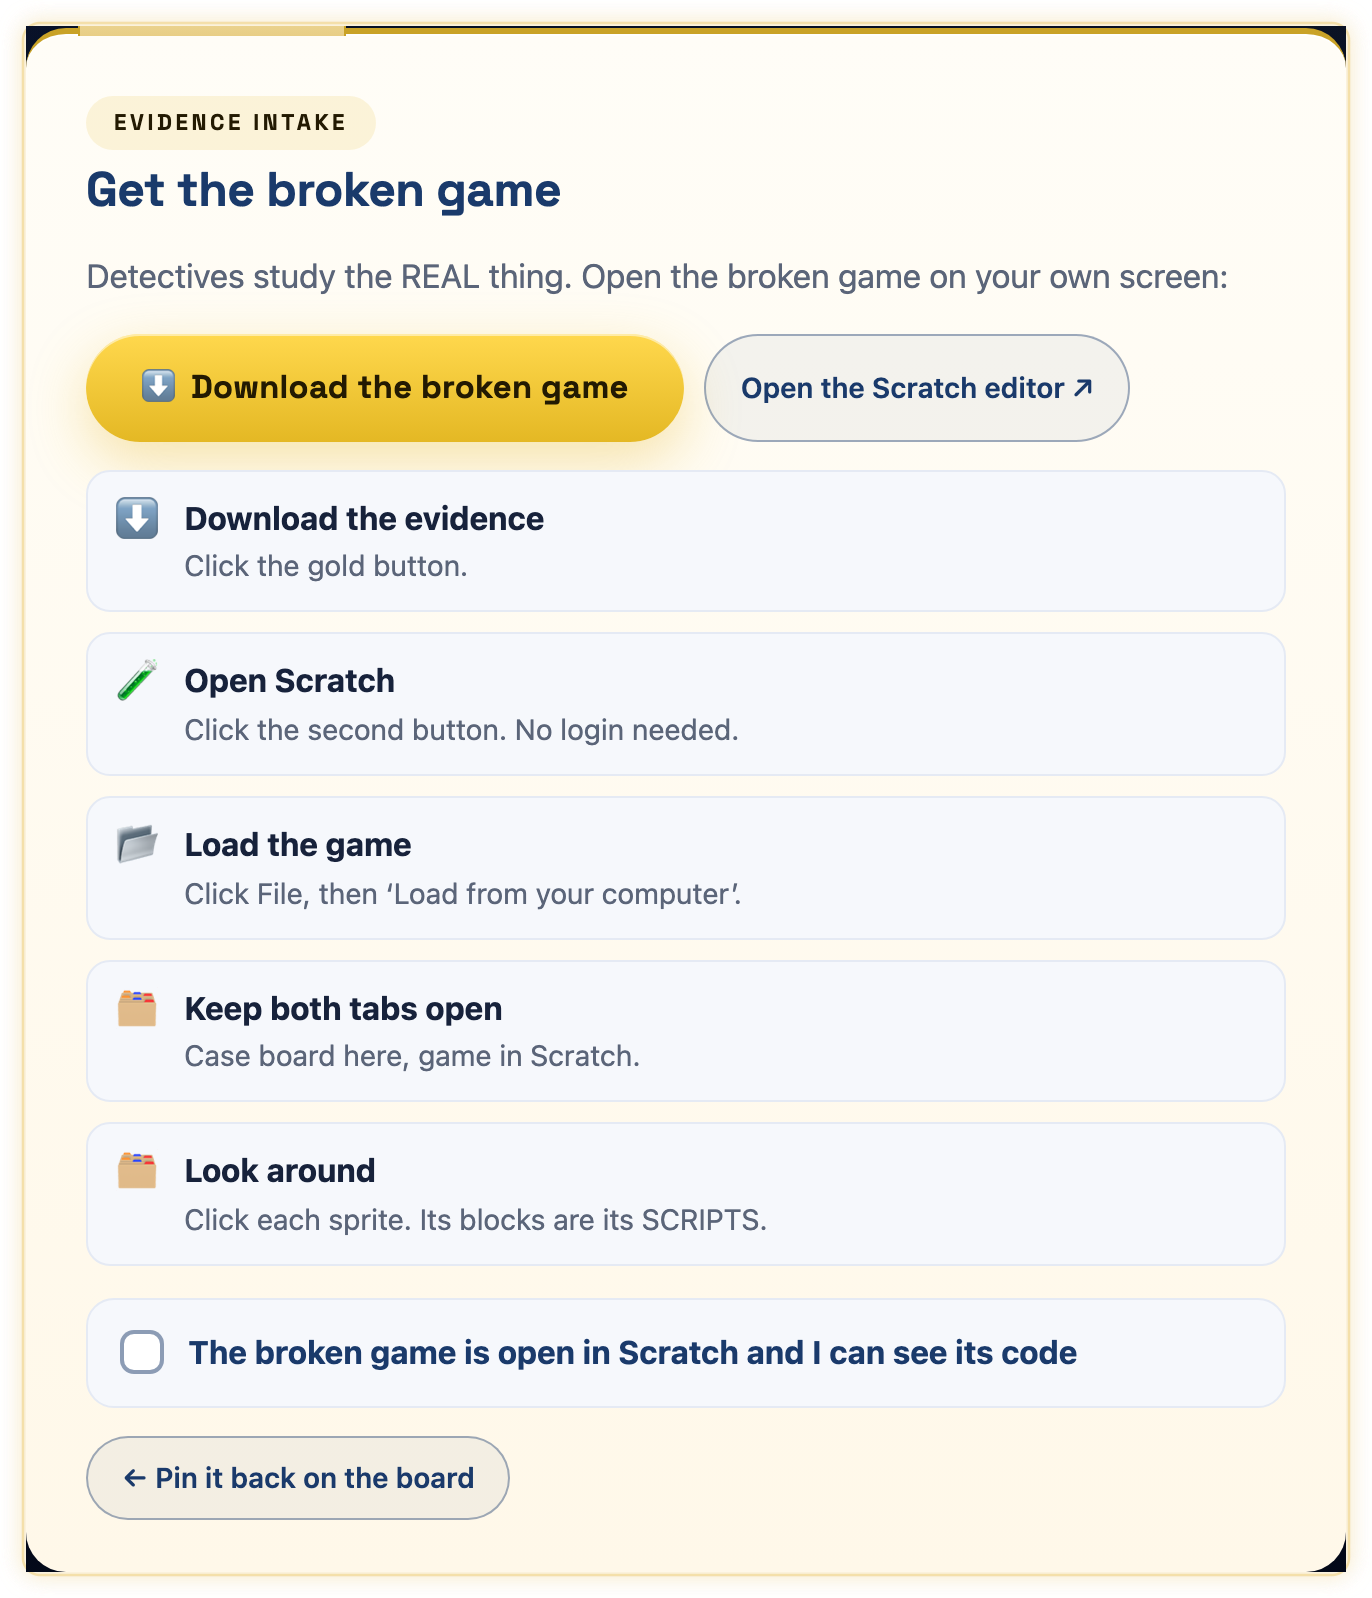 EVIDENCE INTAKE
Get the broken game
Detectives study the REAL thing. Open the broken game on your own screen:
Download the broken game
Open the Scratch editor ↗
Download the evidence
Click the gold button.
Open Scratch
Click the second button. No login needed.
Load the game
Click File, then ‘Load from your computer’.
Keep both tabs open
Case board here, game in Scratch.
Look around
Click each sprite. Its blocks are its SCRIPTS.
The broken game is open in Scratch and I can see its code
← Pin it back on the board